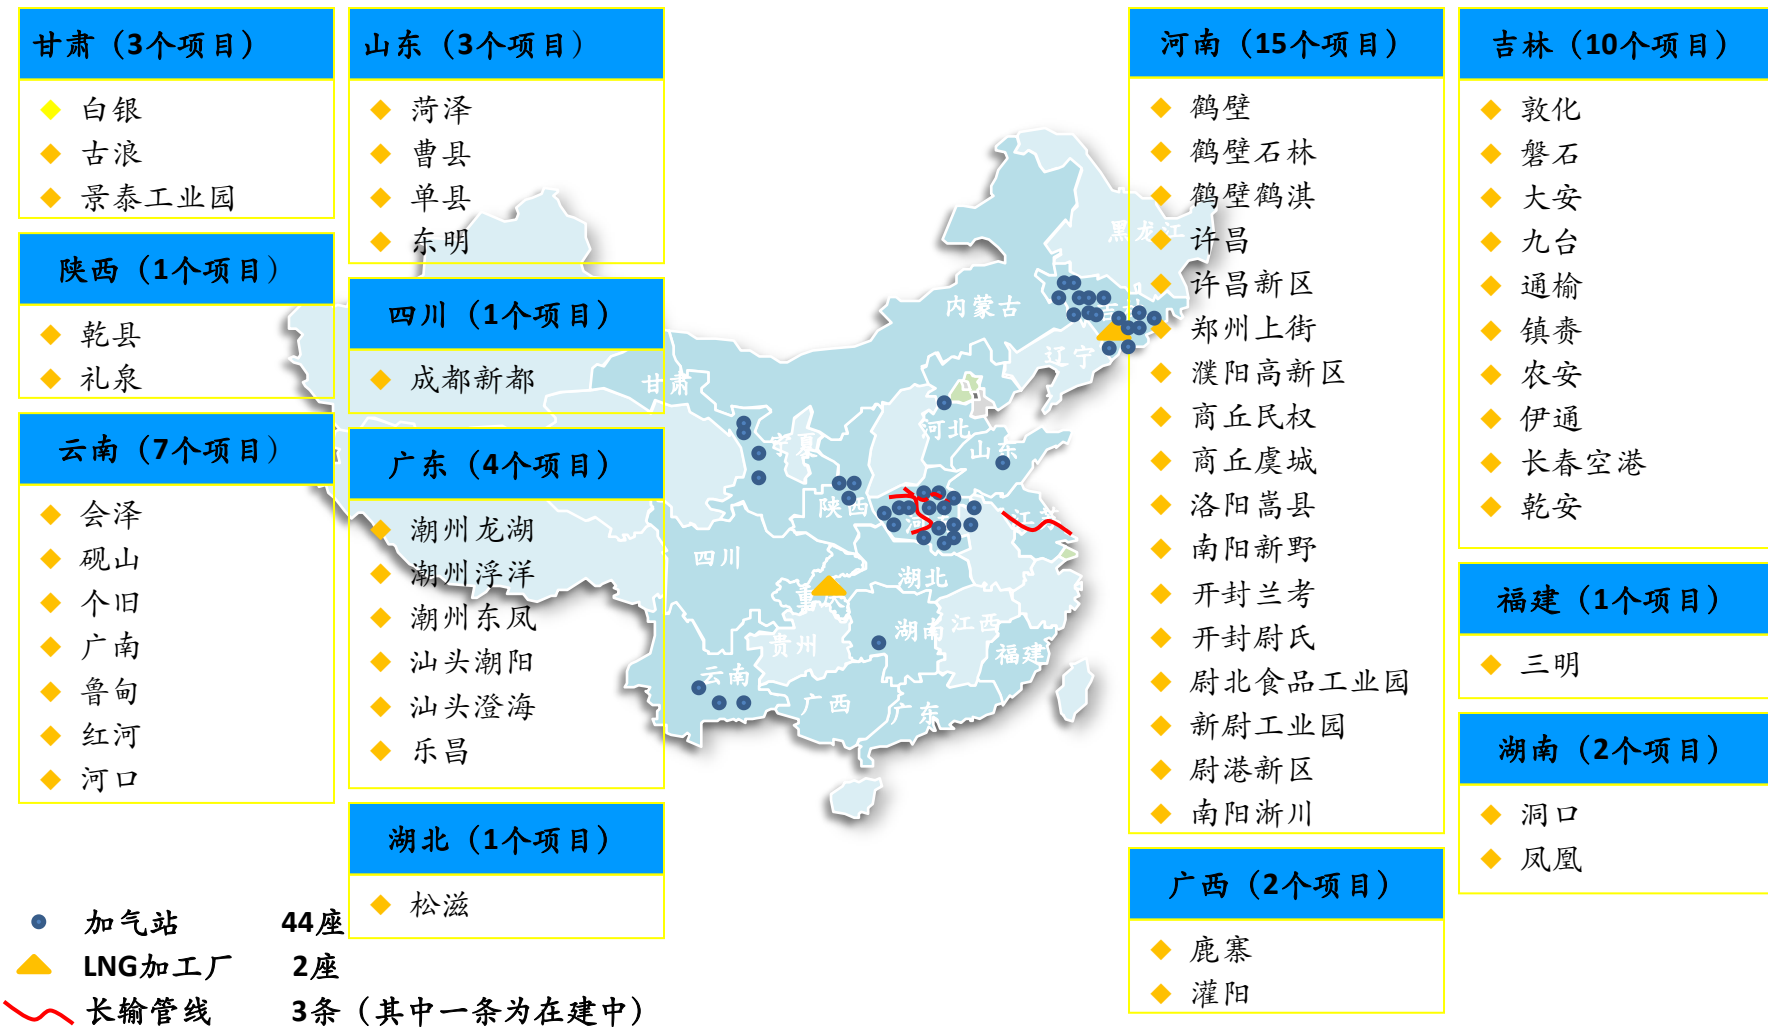 甘肃（3个项目）
白银
古浪
景泰工业园
陕西（1个项目）
乾县
礼泉
云南（7个项目）
会泽
砚山
个旧
广南
鲁甸
红河
河口
山东（3个项目）
菏泽
曹县
单县
东明
四川（1个项目）
成都新都
广东（4个项目）
潮州龙湖
潮州浮洋
潮州东凤
汕头潮阳
汕头澄海
乐昌
湖北（1个项目）
松滋
黑龙江
内蒙古
辽宁
甘肃
宁夏
河北
山东
陕西
江苏
四川
湖北
重庆
湖南
江西
贵州
福建
云南
广西
广东
河南（15个项目）
鹤壁
鹤壁石林
鹤壁鹤淇
许昌
许昌新区
郑州上街
濮阳高新区
商丘民权
商丘虞城
洛阳嵩县
南阳新野
开封兰考
开封尉氏
尉北食品工业园
新尉工业园
尉港新区
南阳淅川
广西（2个项目）
鹿寨
灌阳
吉林（10个项目）
敦化
磐石
大安
九台
通榆
镇赉
农安
伊通
长春空港
乾安
福建（1个项目）
三明
湖南（2个项目）
洞口
凤凰
加气站 44座
LNG加工厂 2座
长输管线 3条（其中一条为在建中）